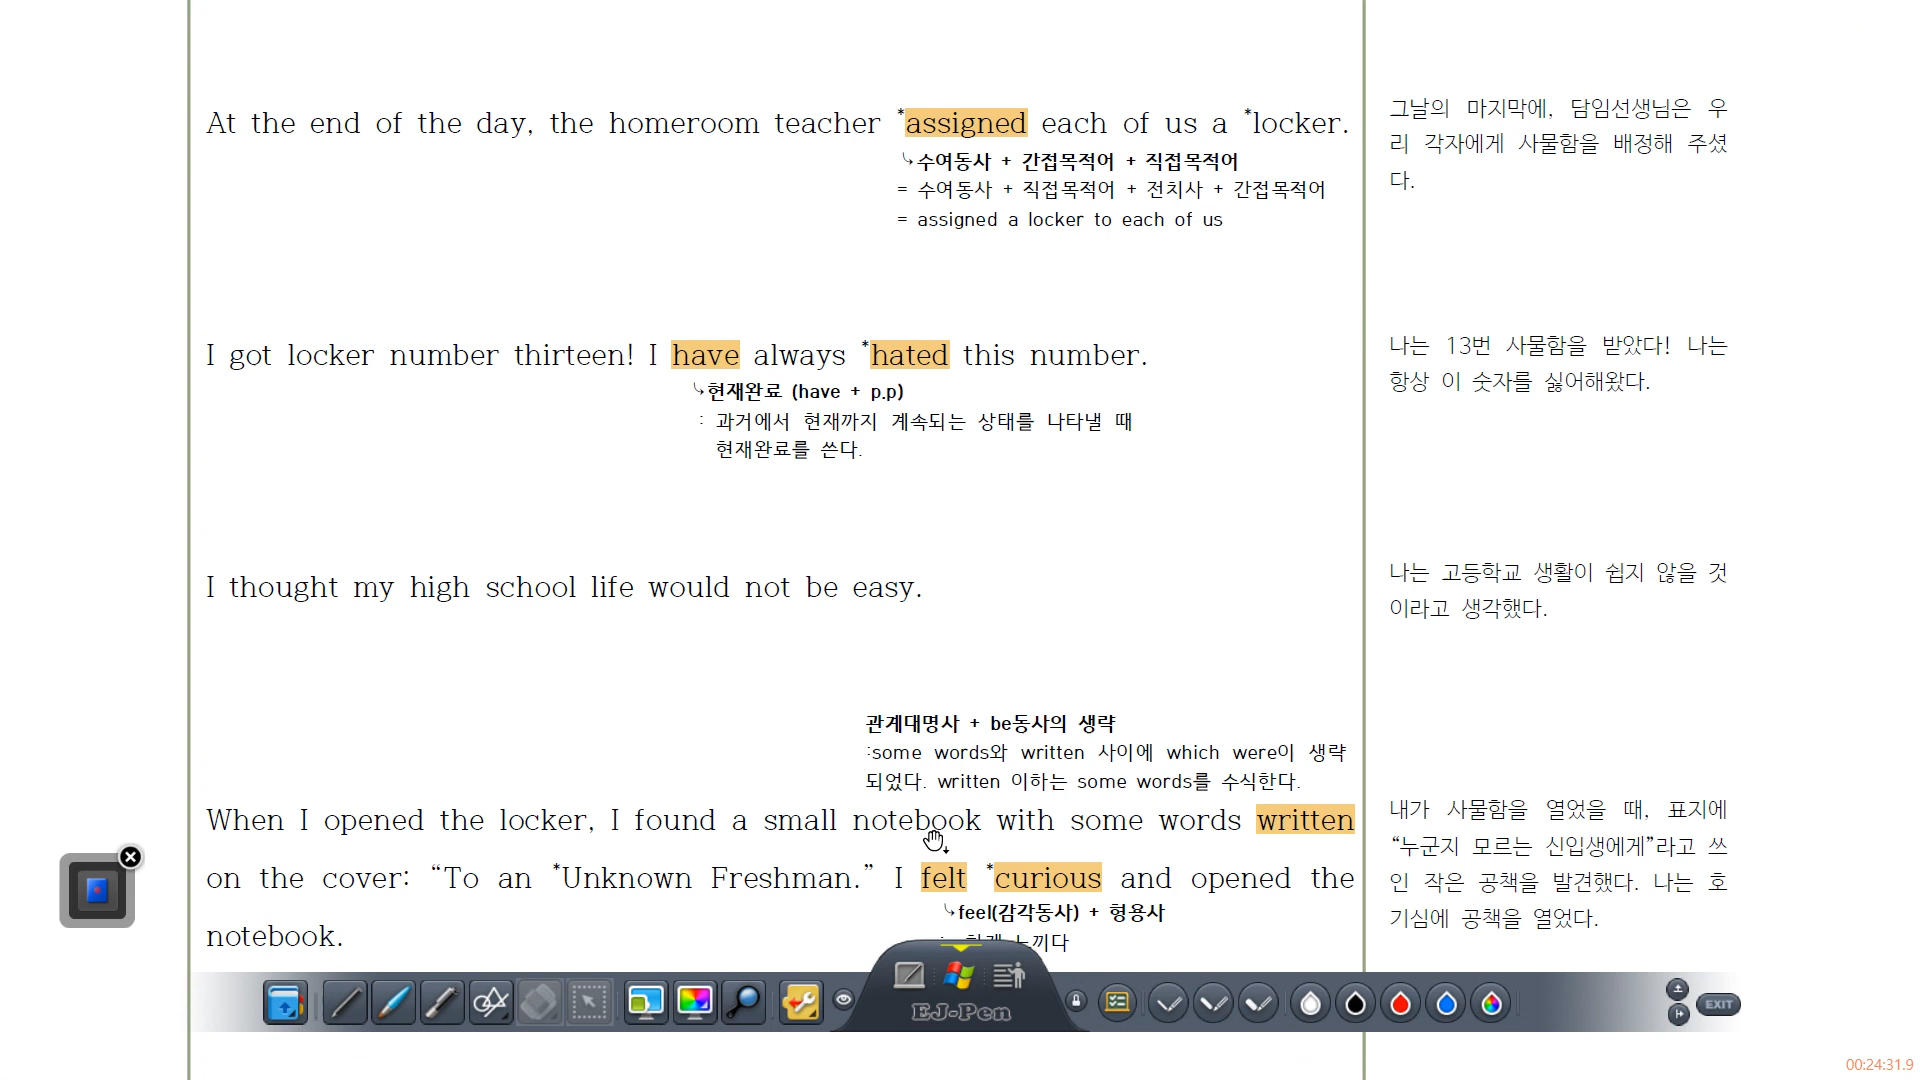 At the end of the day, the homeroom teacher *assigned each of us a *locker.
↳수여동사 + 간접목적어 + 직접목적어
= 수여동사 + 직접목적어 + 전치사 + 간접목적어
= assigned a locker to each of us
그날의 마지막에, 담임선생님은 우
리 각자에게 사물함을 배정해 주셨
다.
I got locker number thirteen! I have always *hated this number.
↳현재완료 (have + p.p)
: 과거에서 현재까지 계속되는 상태를 나타낼 때
현재완료를 쓴다.
나는 13번 사물함을 받았다! 나는
항상 이 숫자를 싫어해왔다.
I thought my high school life would not be easy.
나는 고등학교 생활이 쉽지 않을 것
이라고 생각했다.
관계대명사 + be동사의 생략
:some words와 written 사이에 which were이 생략
되었다. written 이하는 some words를 수식한다.
When I opened the locker, I found a small notebook with some words written
on the cover: “To an *Unknown Freshman.” I felt *curious and opened the
↳feel(감각동사) + 형용사
notebook.
느끼다
내가 사물함을 열었을 때, 표지에
“누군지 모르는 신입생에게”라고 쓰
인 작은 공책을 발견했다. 나는 호
기심에 공책을 열었다.
EJ-Pen
EXIT
00:24:31.9